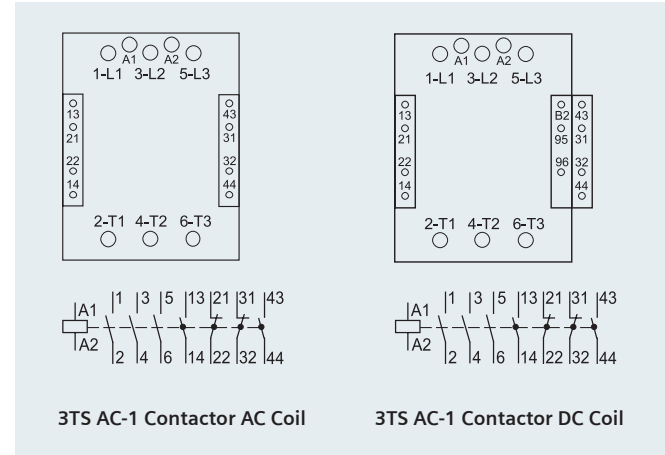 A1 A2
1-L1 3-L2 5-L3
13 43
21 31
22 32
14 44
2-T1 4-T2 6-T3
A1 1 3 5 13 21 31 43
A2 2 4 6 14 22 32 44
3TS AC-1 Contactor AC Coil
A1 A2
1-L1 3-L2 5-L3
13 B2 43
21 95 31
22 96 32
14 44
2-T1 4-T2 6-T3
A1 1 3 5 13 21 31 43
A2 2 4 6 14 22 32 44
3TS AC-1 Contactor DC Coil